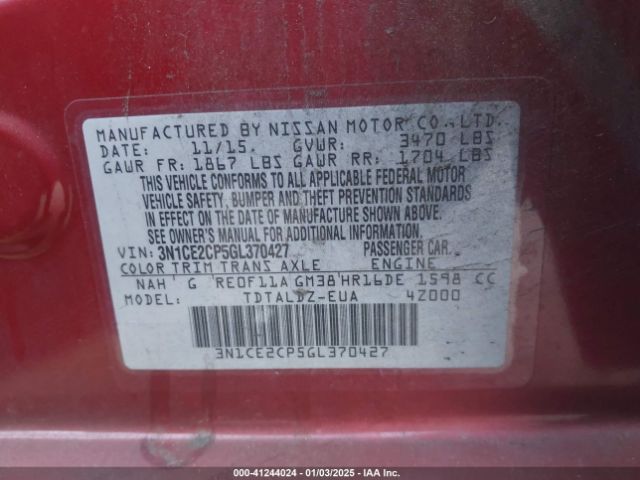 MANUFACTURED BY NISSAN MOTOR CO., LTD.
DATE: 11/15. GVWR: 3470 LBS
GAWR FR: 1867 LBS GAWR RR: 1704 LBS
THIS VEHICLE CONFORMS TO ALL APPLICABLE FEDERAL MOTOR
VEHICLE SAFETY, BUMPER AND THEFT PREVENTION STANDARDS
IN EFFECT ON THE DATE OF MANUFACTURE SHOWN ABOVE.
SEE OWNER'S MANUAL FOR ADDITIONAL INFORMATION.
VIN: 3N1CE2CP5GL370427 PASSENGER CAR.
COLOR TRIM TRANS AXLE ENGINE
NAH G RE0F11A GM38 HR16DE 1598 CC
MODEL: TDTALDZ-EUA 4Z000
3N1CE2CP5GL370427
000-41244024 - 01/03/2025 - IAA Inc.